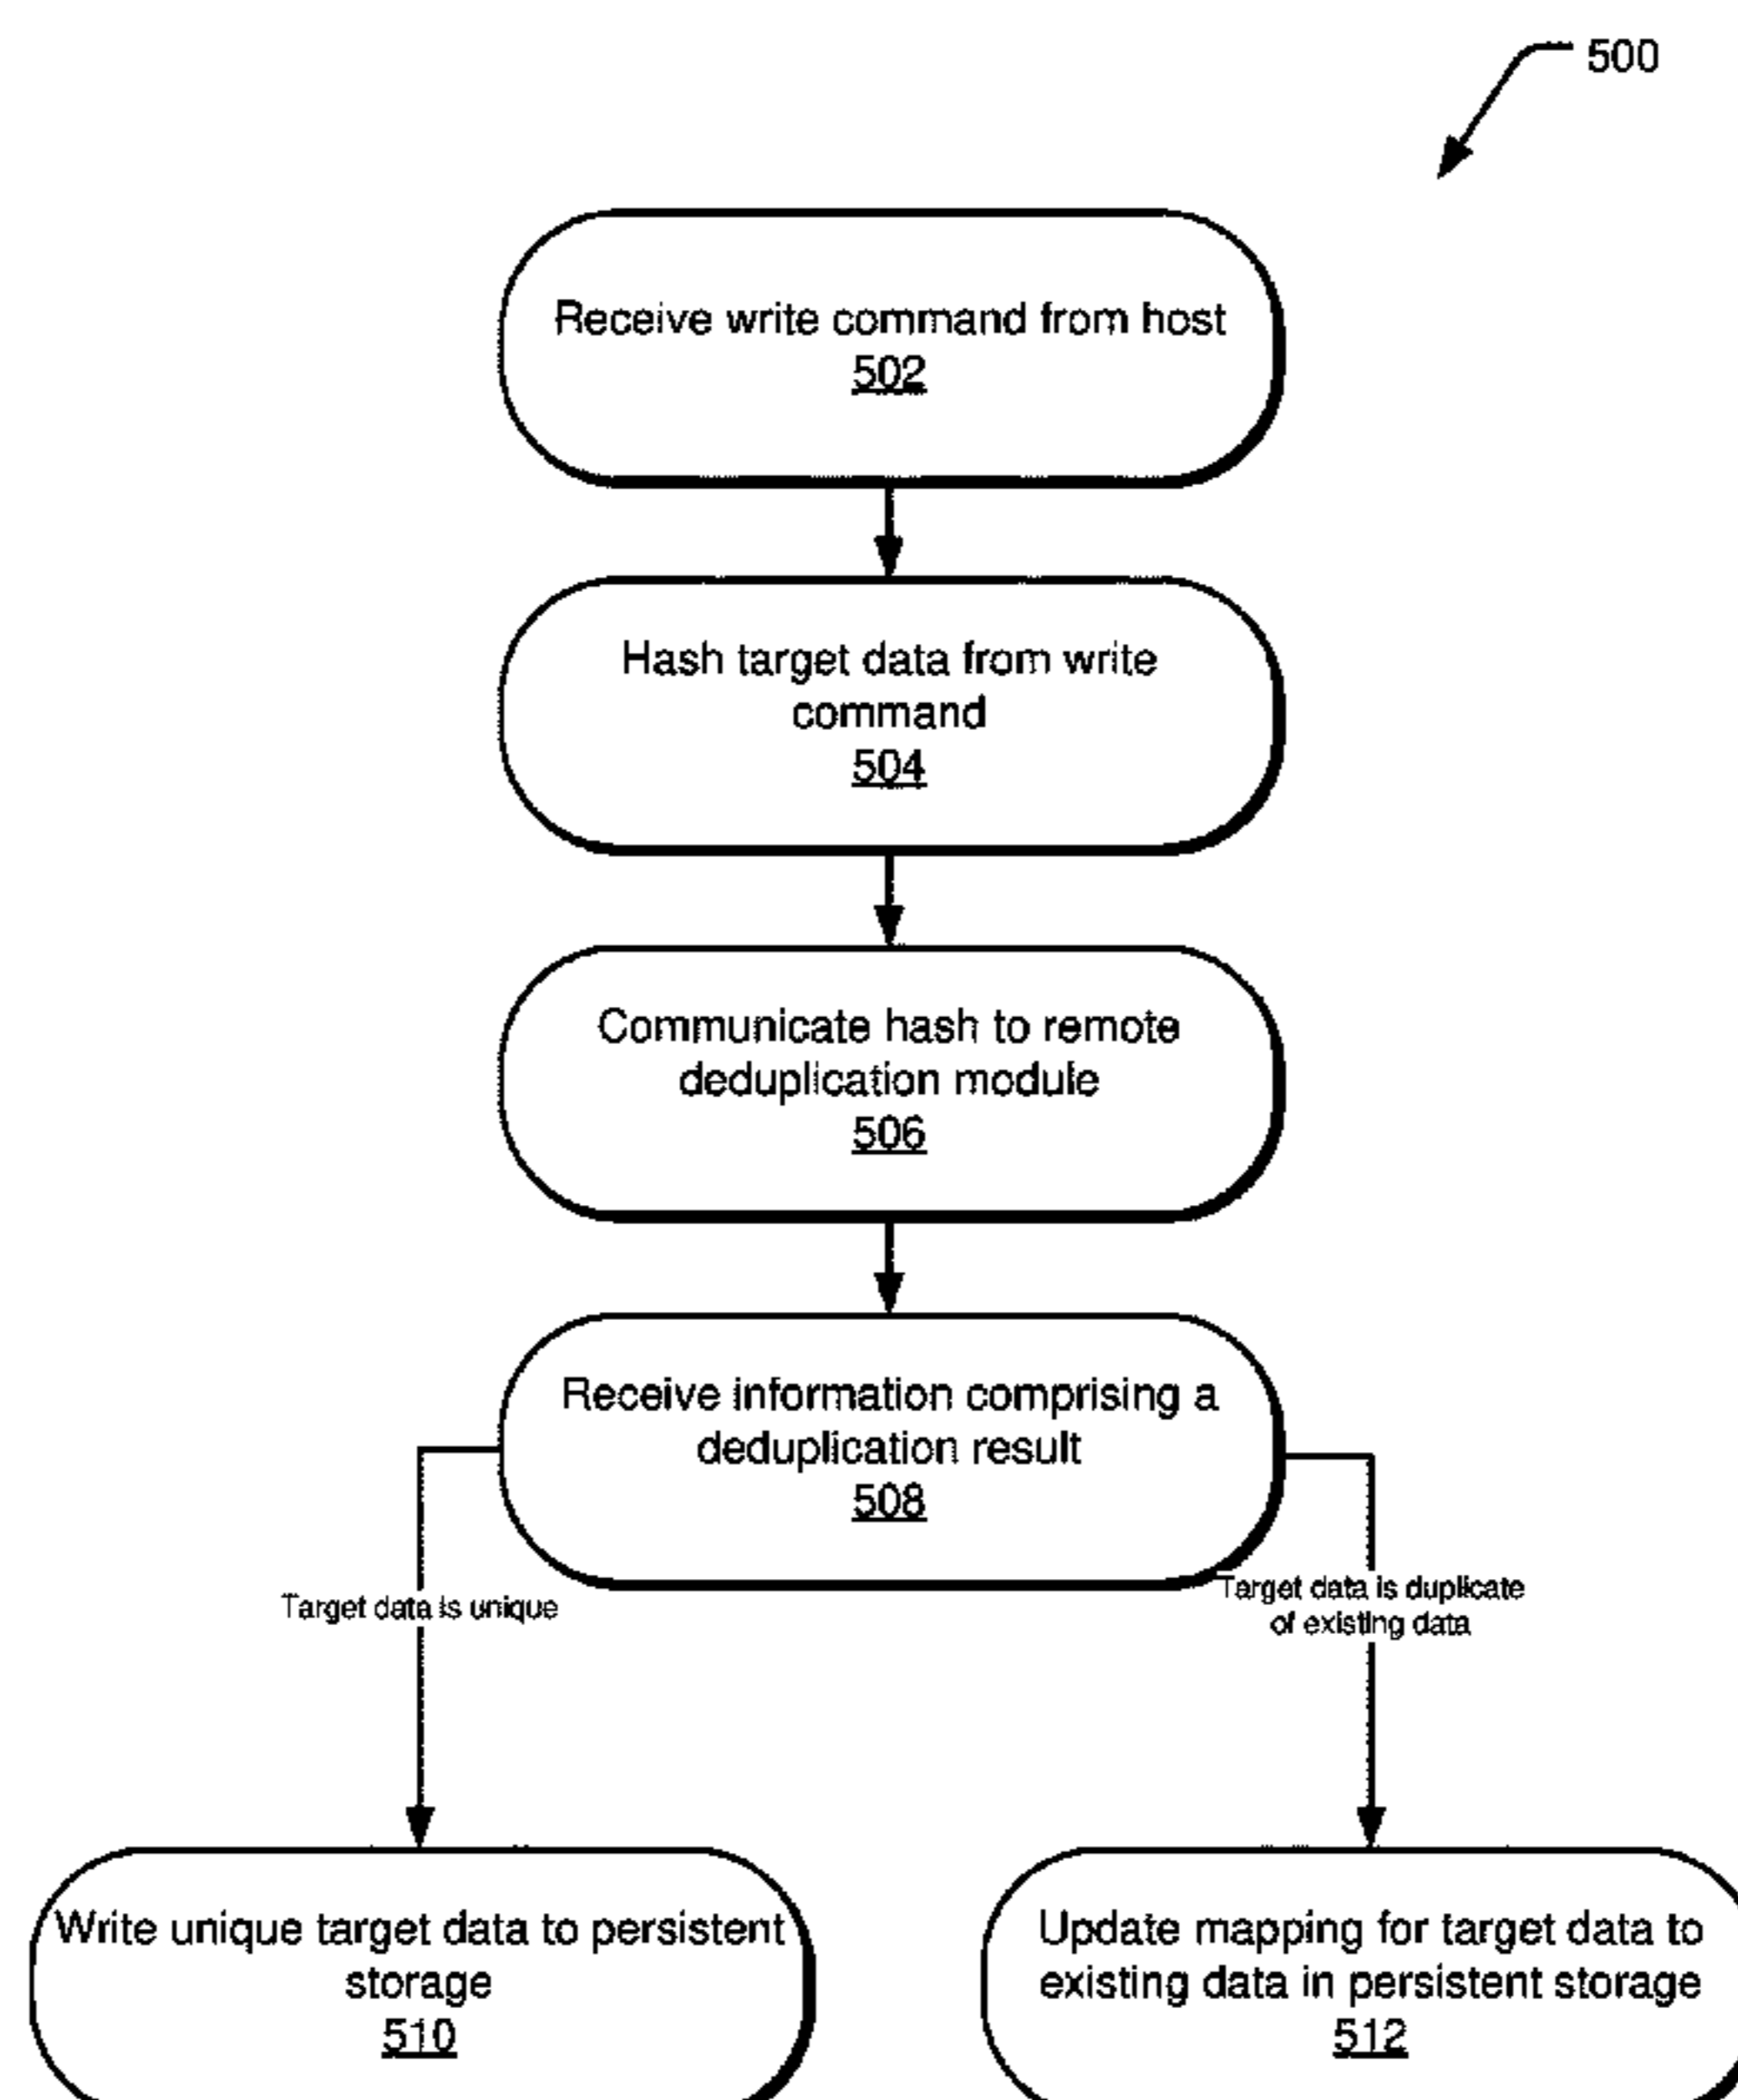 500
Receive write command from host
502
Hash target data from write
command
504
Communicate hash to remote
deduplication module
506
Receive information comprising a
deduplication result
508
Target data is unique
Target data is duplicate
of existing data
Write unique target data to persistent
storage
510
Update mapping for target data to
existing data in persistent storage
512